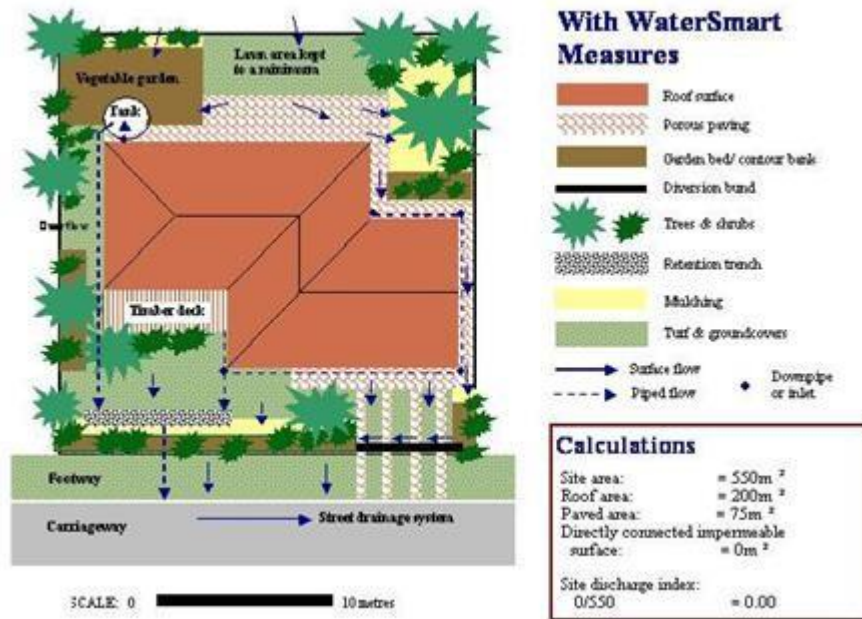 With WaterSmart
Measures
Lawn area kept
to a minimum
Vegetable garden
Tank
Timber deck
Footway
Carriageway
Street drainage system
SCALE: 0
10 metres
Roof surface
Porous paving
Garden bed/ contour bank
Diversion bund
Trees & shrubs
Retention trench
Mulching
Turf & groundcovers
Surface flow
Piped flow
Downpipe
or inlet
Calculations
Site area: = 550m ²
Roof area: = 200m ²
Paved area: = 75m ²
Directly connected impermeable
surface: = 0m ²
Site discharge index:
0/550 = 0.00